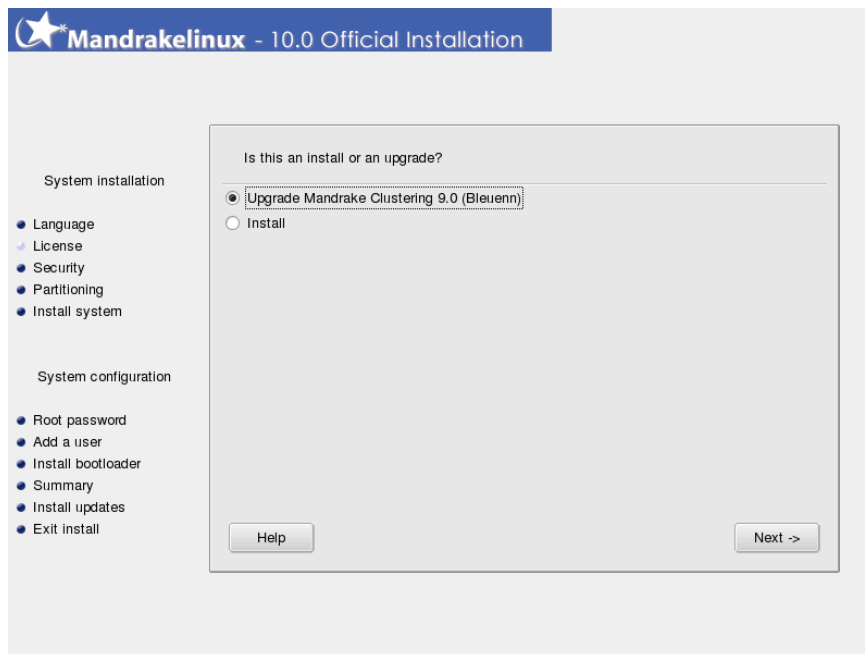 Mandrakelinux - 10.0 Official Installation
System installation
Language
License
Security
Partitioning
Install system
System configuration
Root password
Add a user
Install bootloader
Summary
Install updates
Exit install
Is this an install or an upgrade?
Upgrade Mandrake Clustering 9.0 (Bleuenn)
Install
Help
Next ->